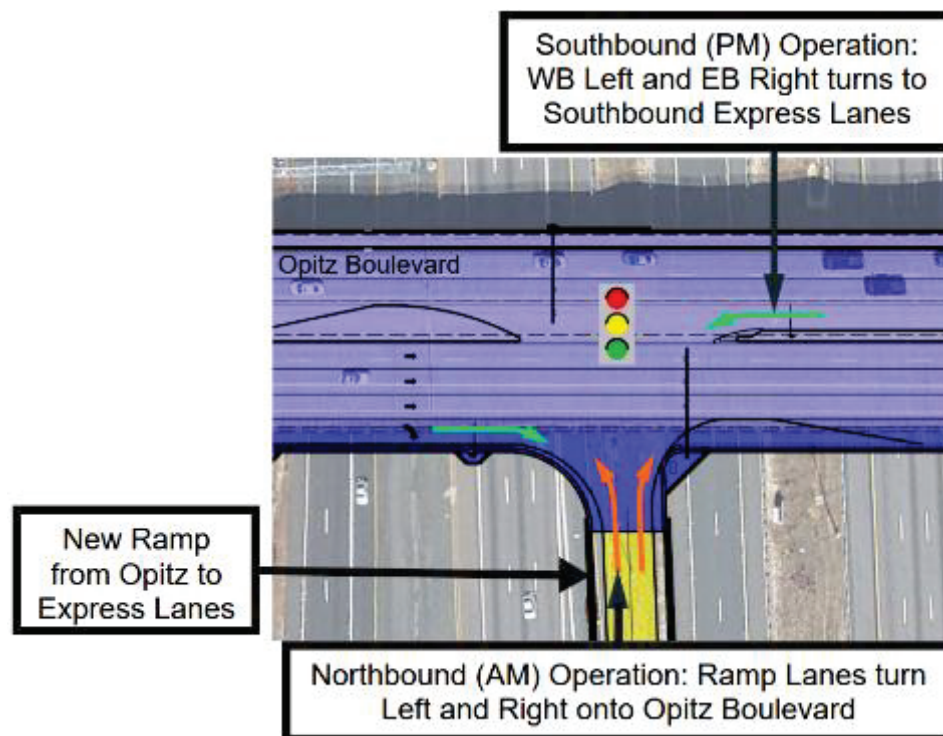 Southbound (PM) Operation:
WB Left and EB Right turns to
Southbound Express Lanes
Opitz Boulevard
New Ramp
from Opitz to
Express Lanes
Northbound (AM) Operation: Ramp Lanes turn
Left and Right onto Opitz Boulevard